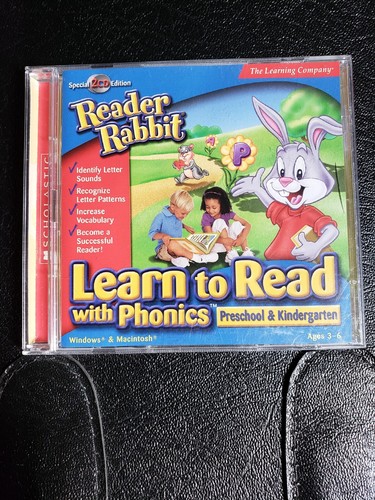 The Learning Company®
Special 2CD Edition
Reader
Rabbit
P
✓ Identify Letter
Sounds
✓ Recognize
Letter Patterns
✓ Increase
Vocabulary
✓ Become a
Successful
Reader!
Learn to Read
with Phonics™
Preschool & Kindergarten
Windows® & Macintosh®
Ages 3-6
SCHOLASTIC